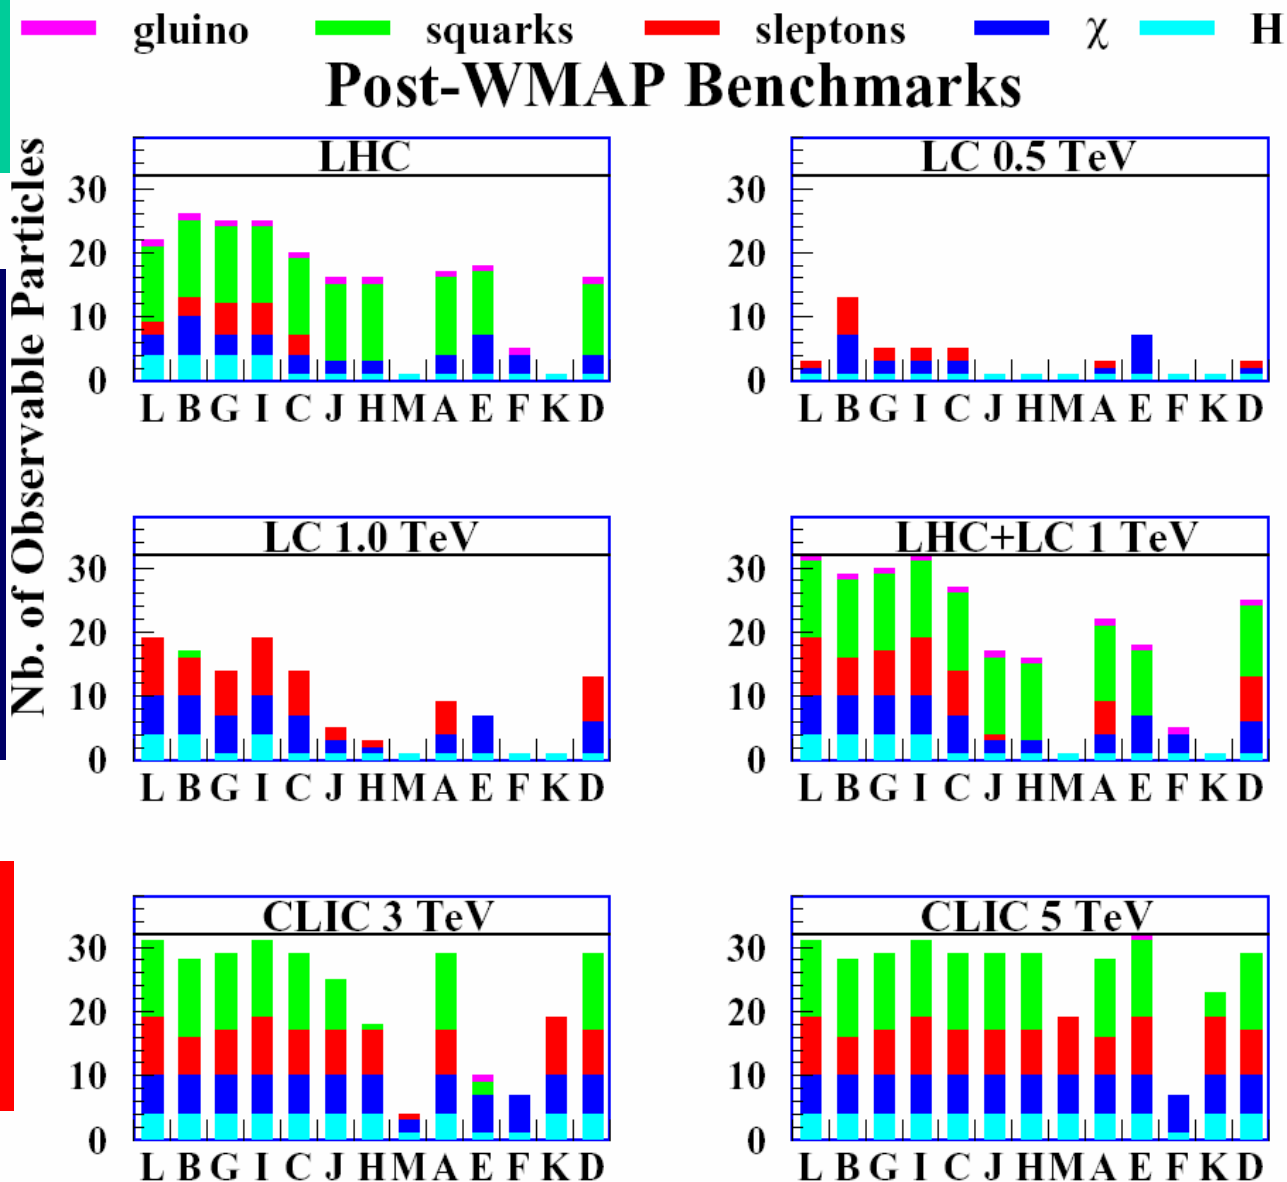 gluino squarks sleptons χ H
Post-WMAP Benchmarks
Nb. of Observable Particles
LHC
30
20
10
0
L B G I C J H M A E F K D
LC 0.5 TeV
30
20
10
0
L B G I C J H M A E F K D
LC 1.0 TeV
30
20
10
0
L B G I C J H M A E F K D
LHC+LC 1 TeV
30
20
10
0
L B G I C J H M A E F K D
CLIC 3 TeV
30
20
10
0
L B G I C J H M A E F K D
CLIC 5 TeV
30
20
10
0
L B G I C J H M A E F K D